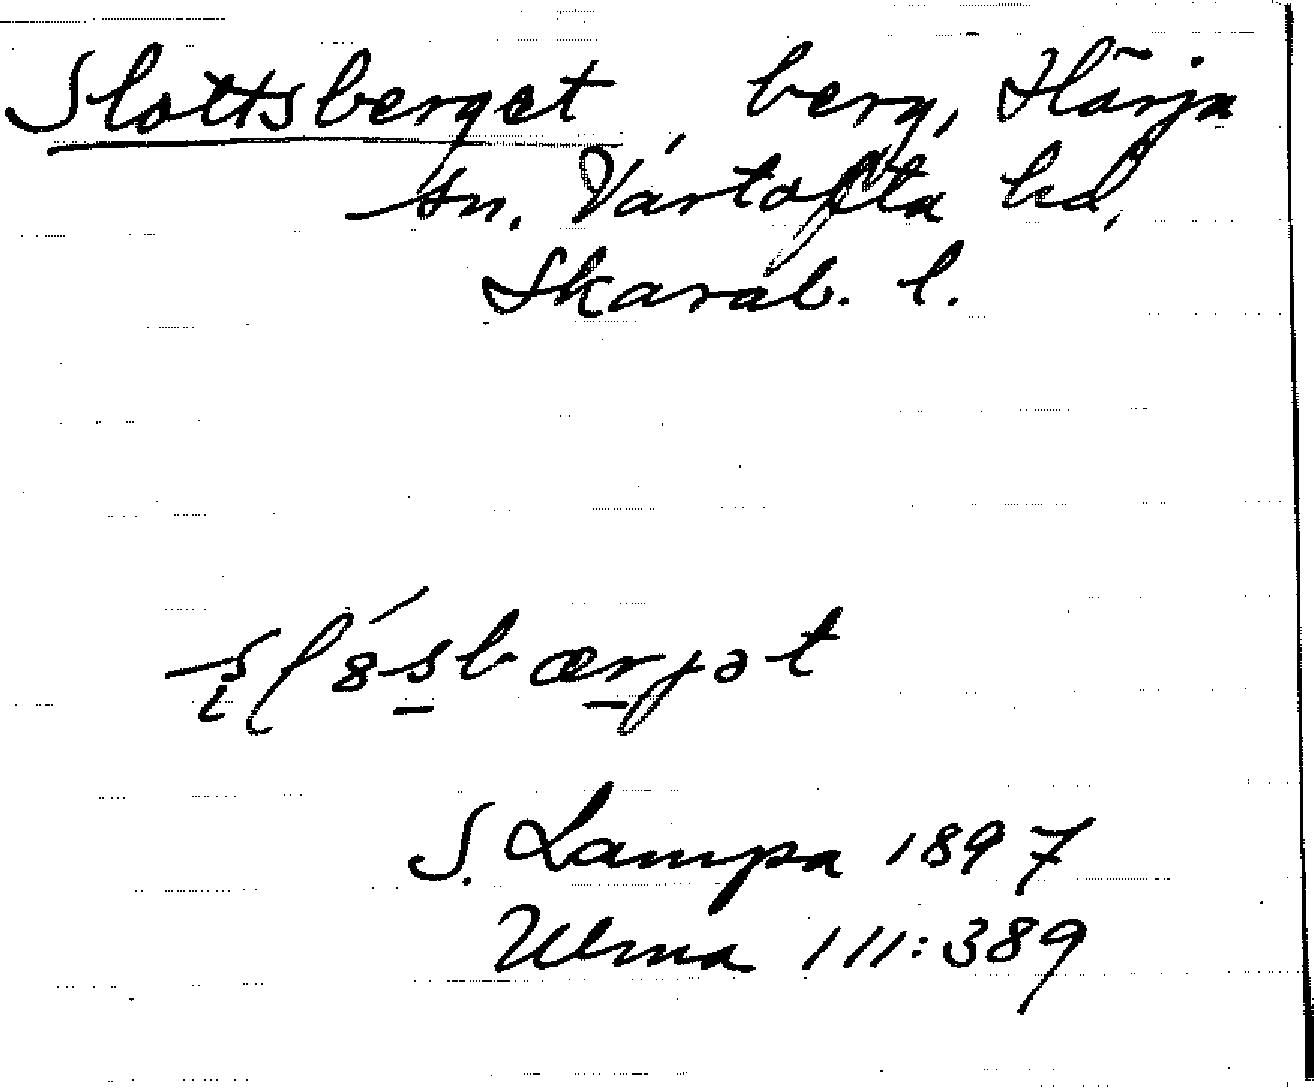 Slottsberget, berg, Härja
sn. Vartofta hd,
Skarab. l.
S. Lampa 1897
Ulma 111:389